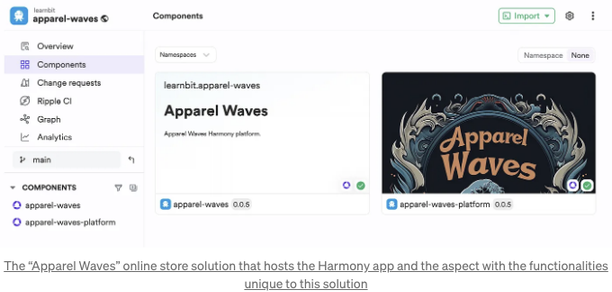 learnbit
apparel-waves
Components
Import
Overview
Components
Change requests
Ripple CI
Graph
Analytics
main
COMPONENTS
apparel-waves
apparel-waves-platform
Namespaces
Namespace None
learnbit.apparel-waves
Apparel Waves
Apparel Waves Harmony platform.
apparel-waves 0.0.5
Apparel
Waves
apparel-waves-platform 0.0.5
The “Apparel Waves” online store solution that hosts the Harmony app and the aspect with the functionalities
unique to this solution